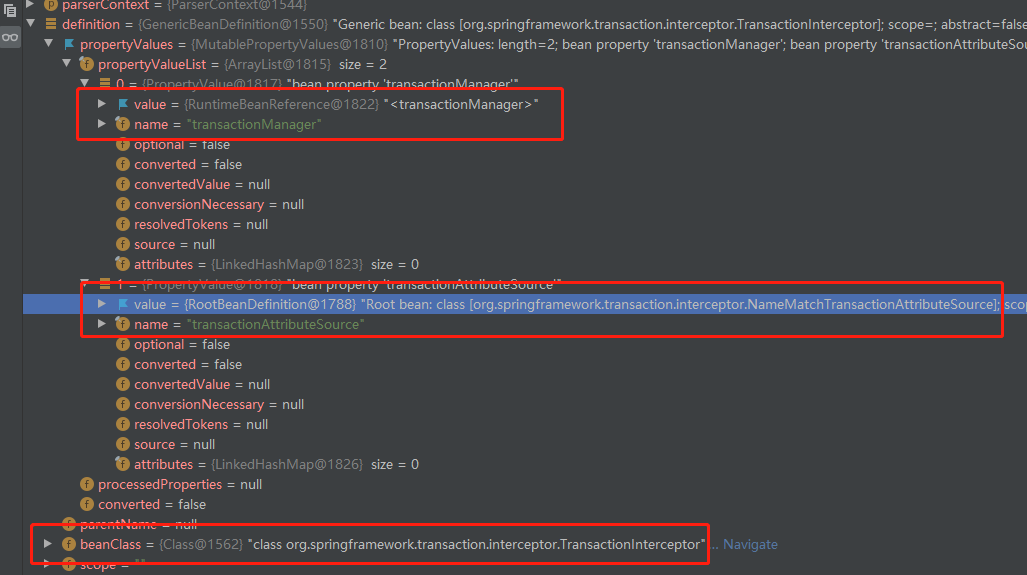 parserContext = {ParserContext@1544}
definition = {GenericBeanDefinition@1550} "Generic bean: class [org.springframework.transaction.interceptor.TransactionInterceptor]; scope=; abstract=false
propertyValues = {MutablePropertyValues@1810} "PropertyValues: length=2; bean property 'transactionManager'; bean property 'transactionAttributeSou
propertyValueList = {ArrayList@1815} size = 2
0 = {PropertyValue@1817} "bean property 'transactionManager'"
value = {RuntimeBeanReference@1822} "<transactionManager>"
name = "transactionManager"
optional = false
converted = false
convertedValue = null
conversionNecessary = null
resolvedTokens = null
source = null
attributes = {LinkedHashMap@1823} size = 0
1 = {PropertyValue@1818} "bean property 'transactionAttributeSource'"
value = {RootBeanDefinition@1788} "Root bean: class [org.springframework.transaction.interceptor.NameMatchTransactionAttributeSource]; scop
name = "transactionAttributeSource"
optional = false
converted = false
convertedValue = null
conversionNecessary = null
resolvedTokens = null
source = null
attributes = {LinkedHashMap@1826} size = 0
processedProperties = null
converted = false
parentName = null
beanClass = {Class@1562} "class org.springframework.transaction.interceptor.TransactionInterceptor" ... Navigate
scope = ""